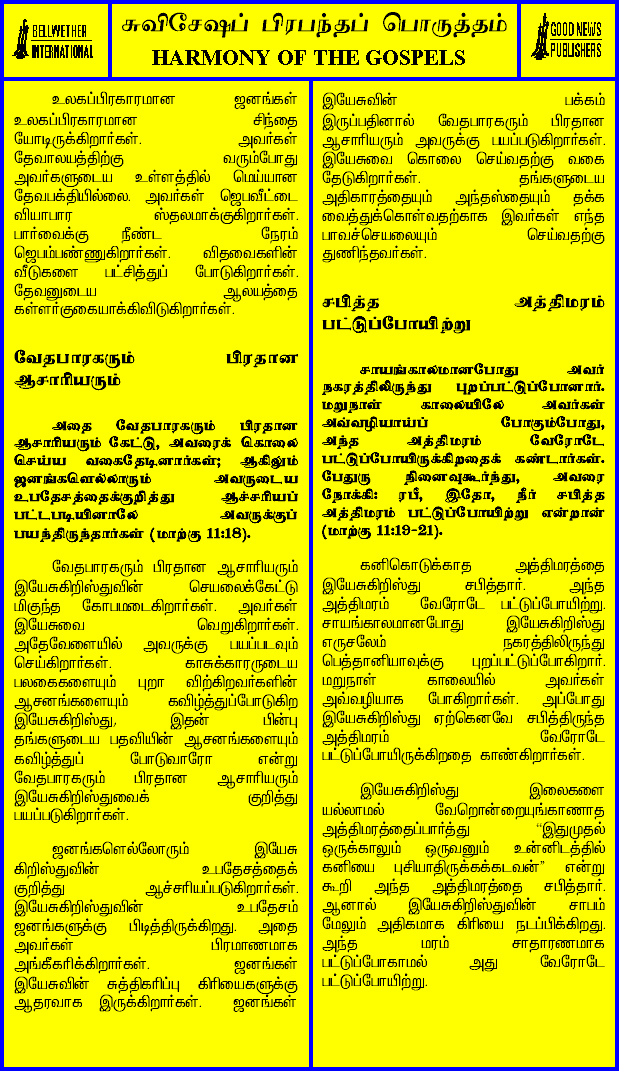 BELLWETHER
INTERNATIONAL
சுவிசேஷப் பிரபந்தப் பொருத்தம்
HARMONY OF THE GOSPELS
GOOD NEWS
PUBLISHERS
உலகப்பிரகாரமான ஜனங்கள்
உலகப்பிரகாரமான சிந்தை
யோடிருக்கிறார்கள். அவர்கள்
தேவாலயத்திற்கு வரும்போது
அவர்களுடைய உள்ளத்தில் மெய்யான
தேவபக்தியில்லை. அவர்கள் ஜெபவீட்டை
வியாபார ஸ்தலமாக்குகிறார்கள்.
பார்வைக்கு நீண்ட நேரம்
ஜெபம்பண்ணுகிறார்கள். விதவைகளின்
வீடுகளை பட்சித்துப் போடுகிறார்கள்.
தேவனுடைய ஆலயத்தை
கள்ளர்குகையாக்கிவிடுகிறார்கள்.
வேதபாரகரும் பிரதான
ஆசாரியரும்
அதை வேதபாரகரும் பிரதான
ஆசாரியரும் கேட்டு, அவரைக் கொலை
செய்ய வகைதேடினார்கள்; ஆகிலும்
ஜனங்களெல்லாரும் அவருடைய
உபதேசத்தைக்குறித்து ஆச்சரியப்
பட்டபடியினாலே அவருக்குப்
பயந்திருந்தார்கள் (மாற்கு 11:18).
வேதபாரகரும் பிரதான ஆசாரியரும்
இயேசுகிறிஸ்துவின் செயலைக்கேட்டு
மிகுந்த கோபமடைகிறார்கள். அவர்கள்
இயேசுவை வெறுகிறார்கள்.
அதேவேளையில் அவருக்கு பயப்படவும்
செய்கிறார்கள். காசுக்காரருடைய
பலகைகளையும் புறா விற்கிறவர்களின்
ஆசனங்களையும் கவிழ்த்துப்போடுகிற
இயேசுகிறிஸ்து, இதன் பின்பு
தங்களுடைய பதவியின் ஆசனங்களையும்
கவிழ்த்துப் போடுவாரோ என்று
வேதபாரகரும் பிரதான ஆசாரியரும்
இயேசுகிறிஸ்துவைக் குறித்து
பயப்படுகிறார்கள்.
ஜனங்களெல்லோரும் இயேசு
கிறிஸ்துவின் உபதேசத்தைக்
குறித்து ஆச்சரியப்படுகிறார்கள்.
இயேசுகிறிஸ்துவின் உபதேசம்
ஜனங்களுக்கு பிடித்திருக்கிறது. அதை
அவர்கள் பிரமாணமாக
அங்கீகரிக்கிறார்கள். ஜனங்கள்
இயேசுவின் சுத்திகரிப்பு கிரியைகளுக்கு
ஆதரவாக இருக்கிறார்கள். ஜனங்கள்
இயேசுவின் பக்கம்
இருப்பதினால் வேதபாரகரும் பிரதான
ஆசாரியரும் அவருக்கு பயப்படுகிறார்கள்.
இயேசுவை கொலை செய்வதற்கு வகை
தேடுகிறார்கள். தங்களுடைய
அதிகாரத்தையும் அந்தஸ்தையும் தக்க
வைத்துக்கொள்வதற்காக இவர்கள் எந்த
பாவச்செயலையும் செய்வதற்கு
துணிந்தவர்கள்.
சபித்த அத்திமரம்
பட்டுப்போயிற்று
சாயங்காலமானபோது அவர்
நகரத்திலிருந்து புறப்பட்டுப்போனார்.
மறுநாள் காலையிலே அவர்கள்
அவ்வழியாய்ப் போகும்போது,
அந்த அத்திமரம் வேரோடே
பட்டுப்போயிருக்கிறதைக் கண்டார்கள்.
பேதுரு நினைவுகூர்ந்து, அவரை
நோக்கி: ரபீ, இதோ, நீர் சபித்த
அத்திமரம் பட்டுப்போயிற்று என்றான்
(மாற்கு 11:19-21).
கனிகொடுக்காத அத்திமரத்தை
இயேசுகிறிஸ்து சபித்தார். அந்த
அத்திமரம் வேரோடே பட்டுப்போயிற்று.
சாயங்காலமானபோது இயேசுகிறிஸ்து
எருசலேம் நகரத்திலிருந்து
பெத்தானியாவுக்கு புறப்பட்டுப்போகிறார்.
மறுநாள் காலையில் அவர்கள்
அவ்வழியாக போகிறார்கள். அப்போது
இயேசுகிறிஸ்து ஏற்கெனவே சபித்திருந்த
அத்திமரம் வேரோடே
பட்டுப்போயிருக்கிறதை காண்கிறார்கள்.
இயேசுகிறிஸ்து இலைகளை
யல்லாமல் வேறொன்றையுங்காணாத
அத்திமரத்தைப்பார்த்து “இதுமுதல்
ஒருக்காலும் ஒருவனும் உன்னிடத்தில்
கனியை புசியாதிருக்கக்கடவன்” என்று
கூறி அந்த அத்திமரத்தை சபித்தார்.
ஆனால் இயேசுகிறிஸ்துவின் சாபம்
மேலும் அதிகமாக கிரியை நடப்பிக்கிறது.
அந்த மரம் சாதாரணமாக
பட்டுப்போகாமல் அது வேரோடே
பட்டுப்போயிற்று.